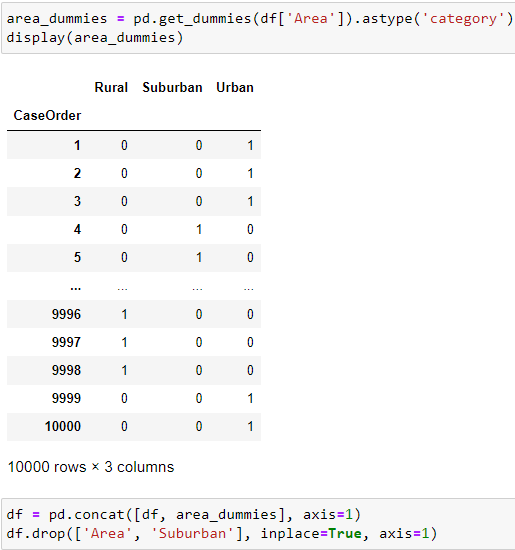 area_dummies = pd.get_dummies(df['Area']).astype('category')
display(area_dummies)
Rural Suburban Urban
CaseOrder
1 0 0 1
2 0 0 1
3 0 0 1
4 0 1 0
5 0 1 0
... ... ... ...
9996 1 0 0
9997 1 0 0
9998 1 0 0
9999 0 0 1
10000 0 0 1
10000 rows × 3 columns
df = pd.concat([df, area_dummies], axis=1)
df.drop(['Area', 'Suburban'], inplace=True, axis=1)